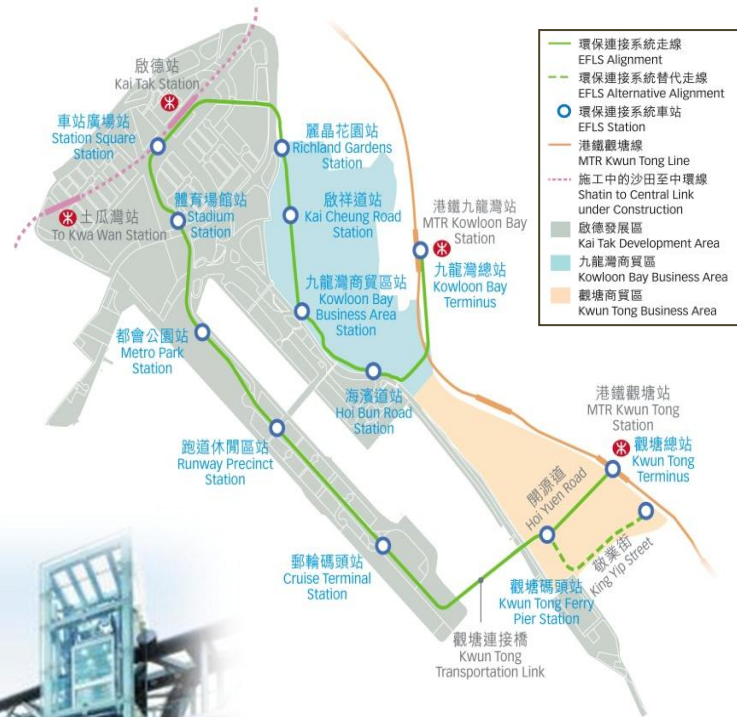 啟德站
Kai Tak Station
車站廣場站
Station Square
Station
土瓜灣站
To Kwa Wan Station
體育場館站
Stadium
Station
麗晶花園站
Richland Gardens
Station
啟祥道站
Kai Cheung Road
Station
港鐵九龍灣站
MTR Kowloon Bay
Station
九龍灣總站
Kowloon Bay
Terminus
九龍灣商貿區站
Kowloon Bay
Business Area
Station
都會公園站
Metro Park
Station
海濱道站
Hoi Bun Road
Station
跑道休閒區站
Runway Precinct
Station
港鐵觀塘站
MTR Kwun Tong
Station
觀塘總站
Kwun Tong
Terminus
開源道
Hoi Yuen Road
敬業街
King Yip Street
郵輪碼頭站
Cruise Terminal
Station
觀塘碼頭站
Kwun Tong Ferry
Pier Station
觀塘連接橋
Kwun Tong
Transportation Link
環保連接系統走線
EFLS Alignment
環保連接系統替代走線
EFLS Alternative Alignment
環保連接系統車站
EFLS Station
港鐵觀塘線
MTR Kwun Tong Line
施工中的沙田至中環線
Shatin to Central Link
under Construction
啟德發展區
Kai Tak Development Area
九龍灣商貿區
Kowloon Bay Business Area
觀塘商貿區
Kwun Tong Business Area